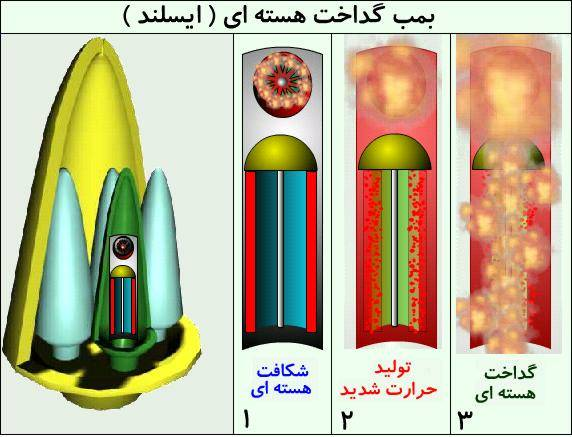 بمب گداخت هسته ای ( ایسلند )
شکافت
هسته ای
۱
تولید
حرارت شدید
۲
گداخت
هسته ای
۳